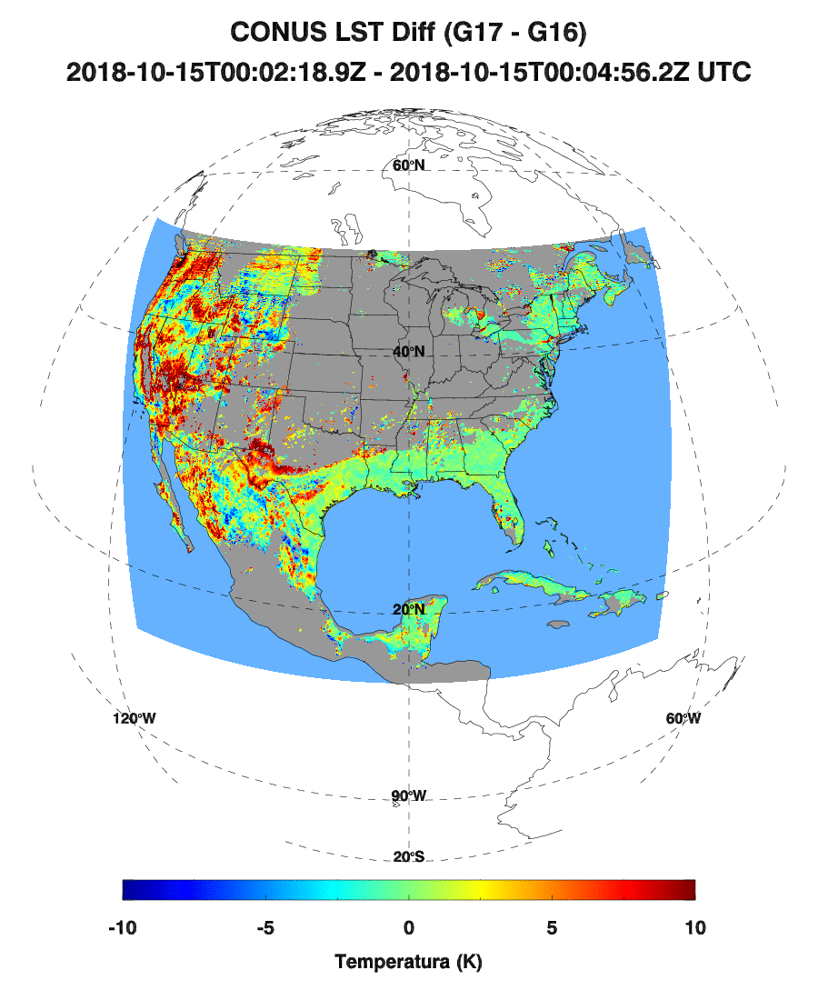 CONUS LST Diff (G17 - G16)
2018-10-15T00:02:18.9Z - 2018-10-15T00:04:56.2Z UTC
60°N
40°N
20°N
120°W
60°W
90°W
20°S
-10 -5 0 5 10
Temperatura (K)